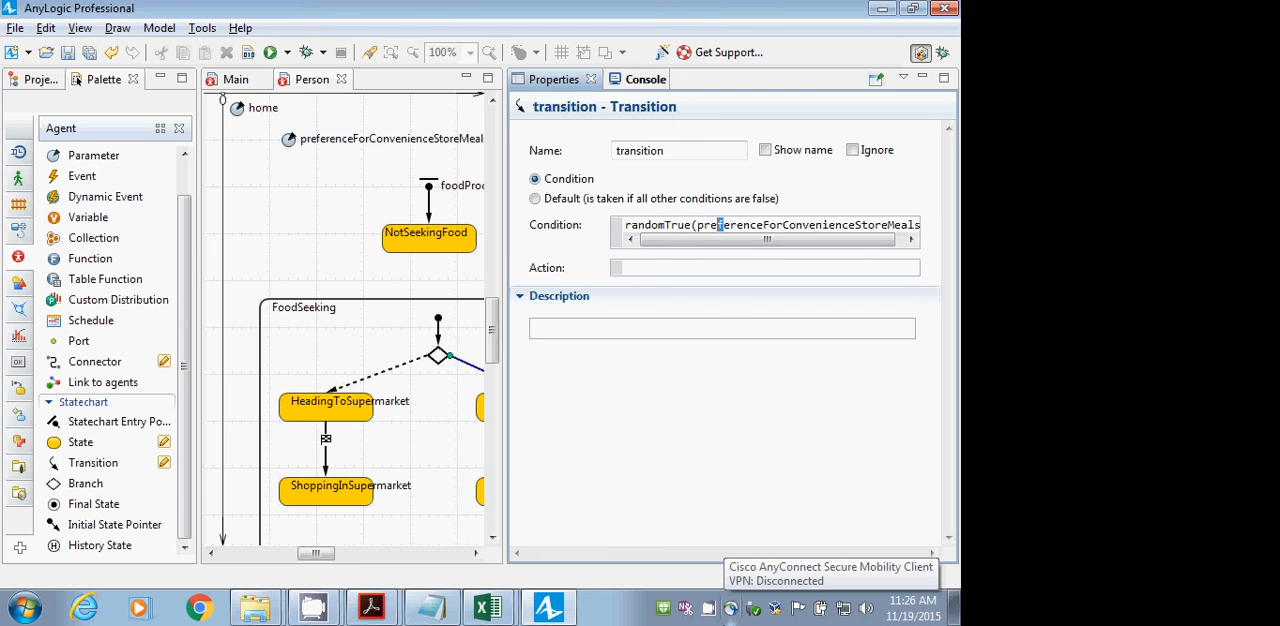 AnyLogic Professional
File Edit View Draw Model Tools Help
100% Get Support...
Proje... Palette Main Person Properties Console
Agent
Parameter
Event
Dynamic Event
Variable
Collection
Function
Table Function
Custom Distribution
Schedule
Port
Connector
Link to agents
Statechart
Statechart Entry Po...
State
Transition
Branch
Final State
Initial State Pointer
History State
home
preferenceForConvenienceStoreMeal
foodProd
NotSeekingFood
FoodSeeking
HeadingToSupermarket
ShoppingInSupermarket
transition - Transition
Name: transition Show name Ignore
Condition
Default (is taken if all other conditions are false)
Condition: randomTrue(preferenceForConvenienceStoreMeals
Action:
Description
Cisco AnyConnect Secure Mobility Client
VPN: Disconnected
11:26 AM
11/19/2015